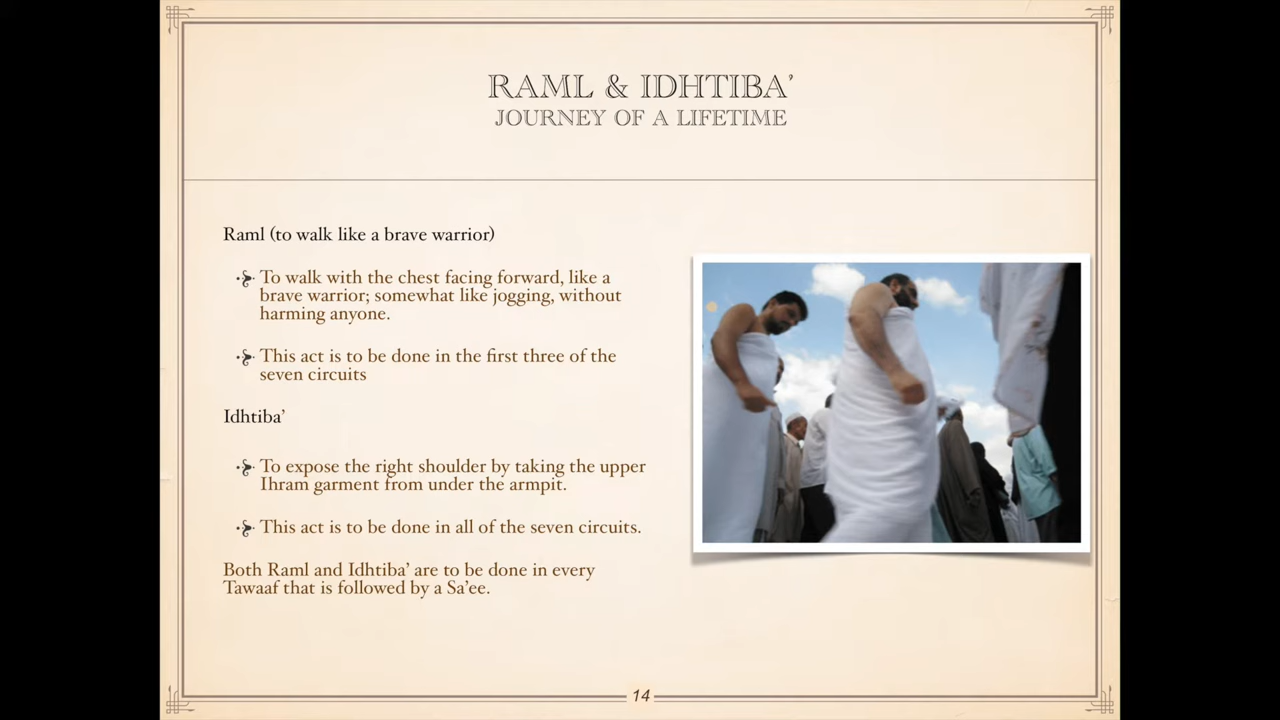 RAML & IDHTIBA’
JOURNEY OF A LIFETIME
Raml (to walk like a brave warrior)
To walk with the chest facing forward, like a
brave warrior; somewhat like jogging, without
harming anyone.
This act is to be done in the first three of the
seven circuits
Idhtiba’
To expose the right shoulder by taking the upper
Ihram garment from under the armpit.
This act is to be done in all of the seven circuits.
Both Raml and Idhtiba’ are to be done in every
Tawaaf that is followed by a Sa’ee.
14